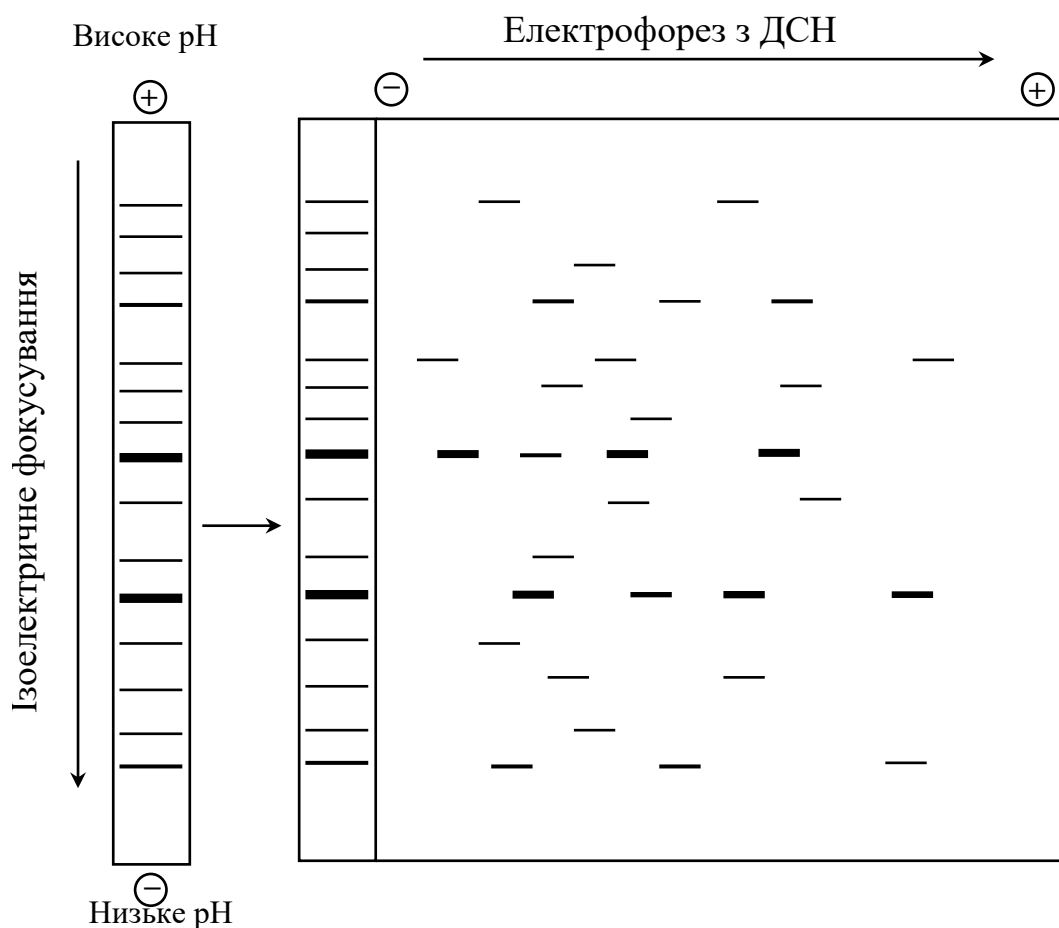 Високе pH
Електрофорез з ДСН
+
−
+
Ізоелектричне фокусування
−
Низьке pH